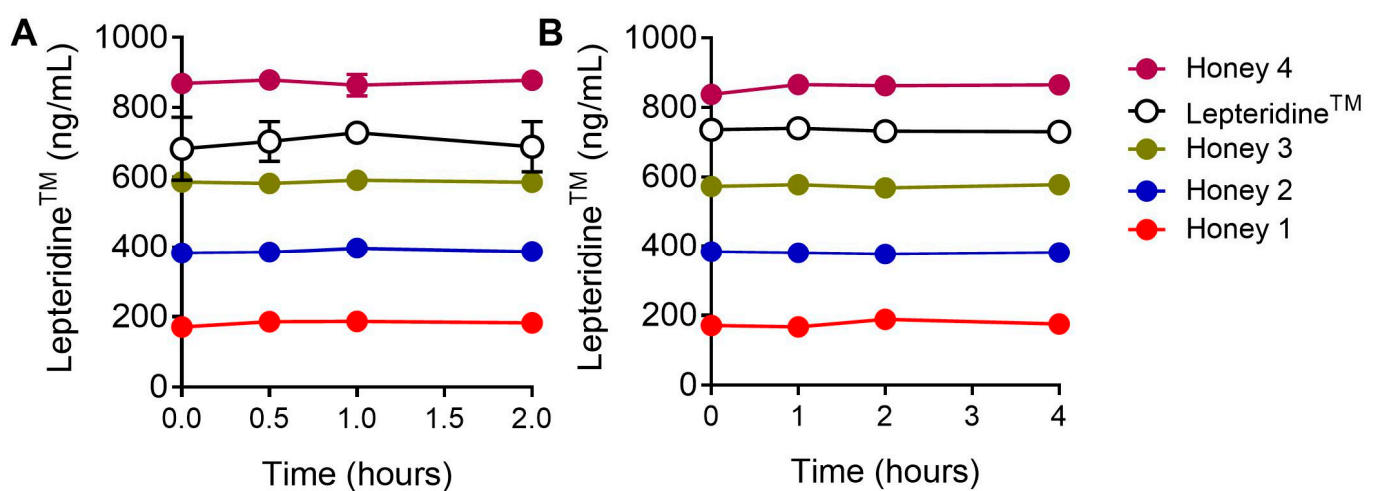 A
Lepteridine™ (ng/mL)
1000
800
600
400
200
0
0.0 0.5 1.0 1.5 2.0
Time (hours)
B
Lepteridine™ (ng/mL)
1000
800
600
400
200
0
0 1 2 3 4
Time (hours)
Honey 4
Lepteridine™
Honey 3
Honey 2
Honey 1